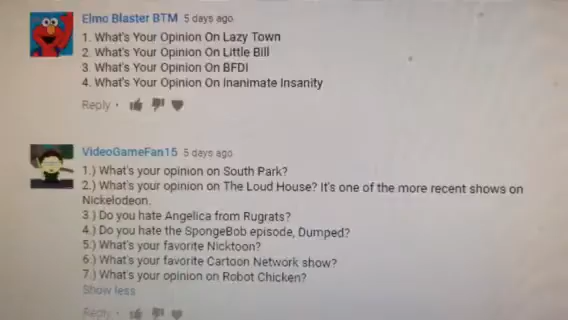 Elmo Blaster BTM 5 days ago
1. What's Your Opinion On Lazy Town
2. What's Your Opinion On Little Bill
3. What's Your Opinion On BFDI
4. What's Your Opinion On Inanimate Insanity
Reply •
VideoGameFan15 5 days ago
1.) What's your opinion on South Park?
2.) What's your opinion on The Loud House? It's one of the more recent shows on
Nickelodeon.
3.) Do you hate Angelica from Rugrats?
4.) Do you hate the SpongeBob episode, Dumped?
5.) What's your favorite Nicktoon?
6.) What's your favorite Cartoon Network show?
7.) What's your opinion on Robot Chicken?
Show less
Reply •